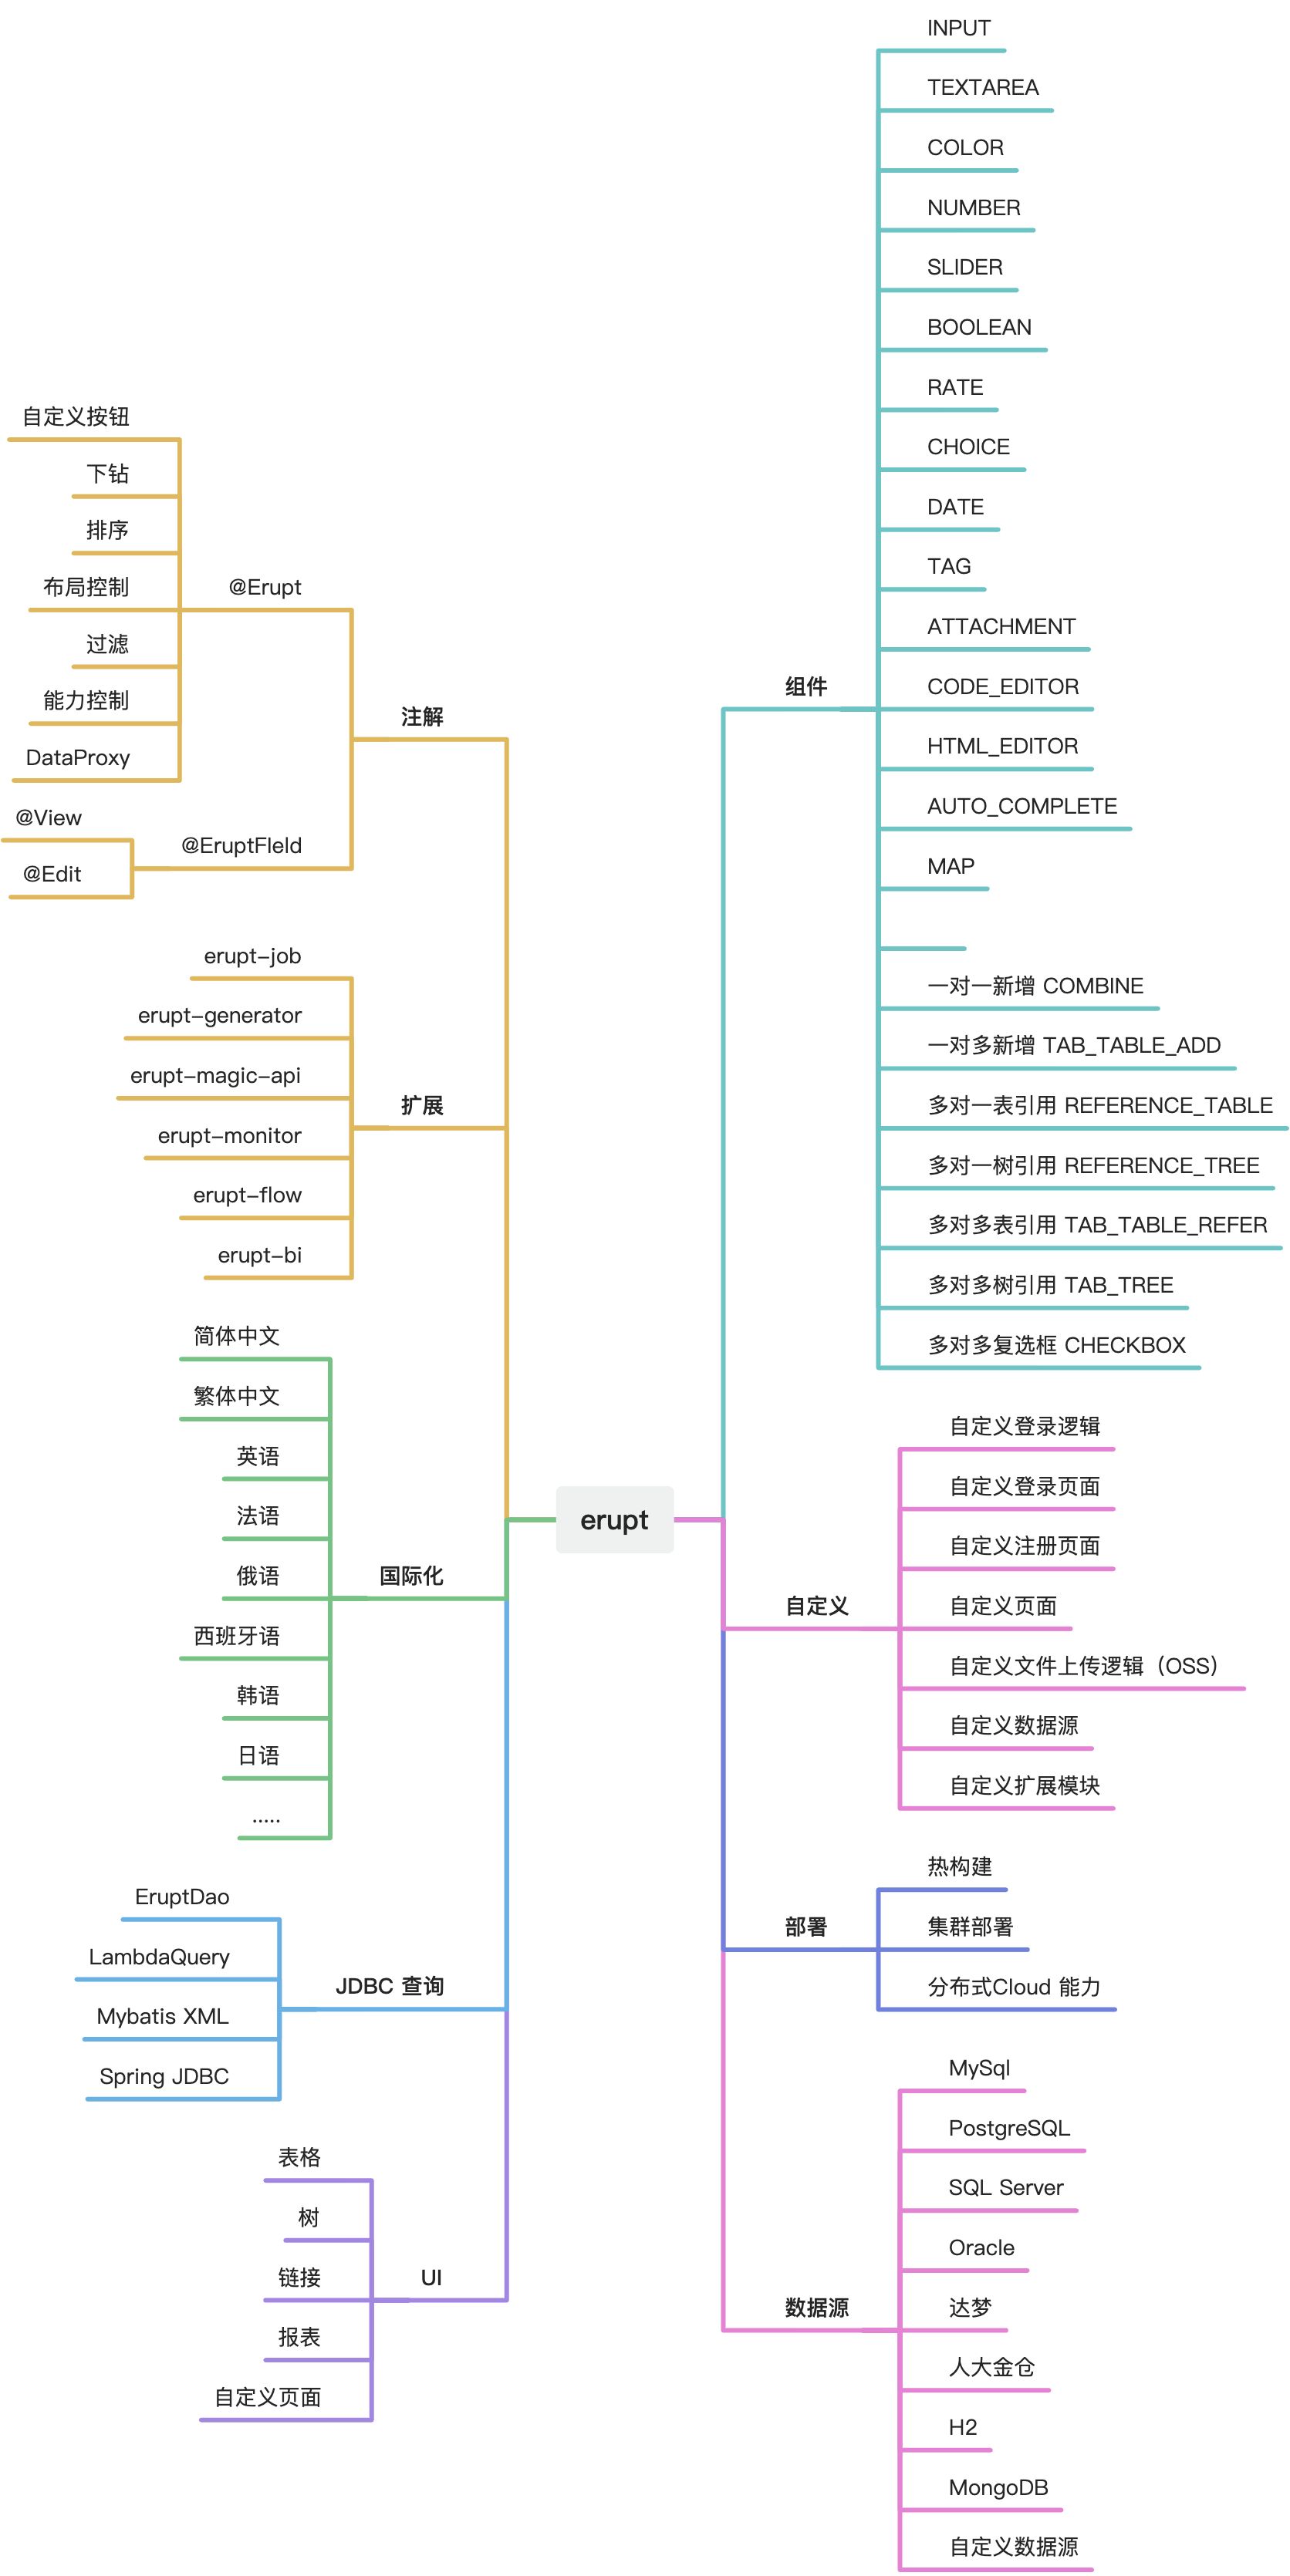 erupt
组件
INPUT
TEXTAREA
COLOR
NUMBER
SLIDER
BOOLEAN
RATE
CHOICE
DATE
TAG
ATTACHMENT
CODE_EDITOR
HTML_EDITOR
AUTO_COMPLETE
MAP
一对一新增 COMBINE
一对多新增 TAB_TABLE_ADD
多对一表引用 REFERENCE_TABLE
多对一树引用 REFERENCE_TREE
多对多表引用 TAB_TABLE_REFER
多对多树引用 TAB_TREE
多对多复选框 CHECKBOX
自定义
自定义登录逻辑
自定义登录页面
自定义注册页面
自定义页面
自定义文件上传逻辑（OSS）
自定义数据源
自定义扩展模块
部署
热构建
集群部署
分布式Cloud 能力
数据源
MySql
PostgreSQL
SQL Server
Oracle
达梦
人大金仓
H2
MongoDB
自定义数据源
注解
@Erupt
自定义按钮
下钻
排序
布局控制
过滤
能力控制
DataProxy
@EruptFIeld
@View
@Edit
扩展
erupt-job
erupt-generator
erupt-magic-api
erupt-monitor
erupt-flow
erupt-bi
国际化
简体中文
繁体中文
英语
法语
俄语
西班牙语
韩语
日语
.....
JDBC 查询
EruptDao
LambdaQuery
Mybatis XML
Spring JDBC
UI
表格
树
链接
报表
自定义页面